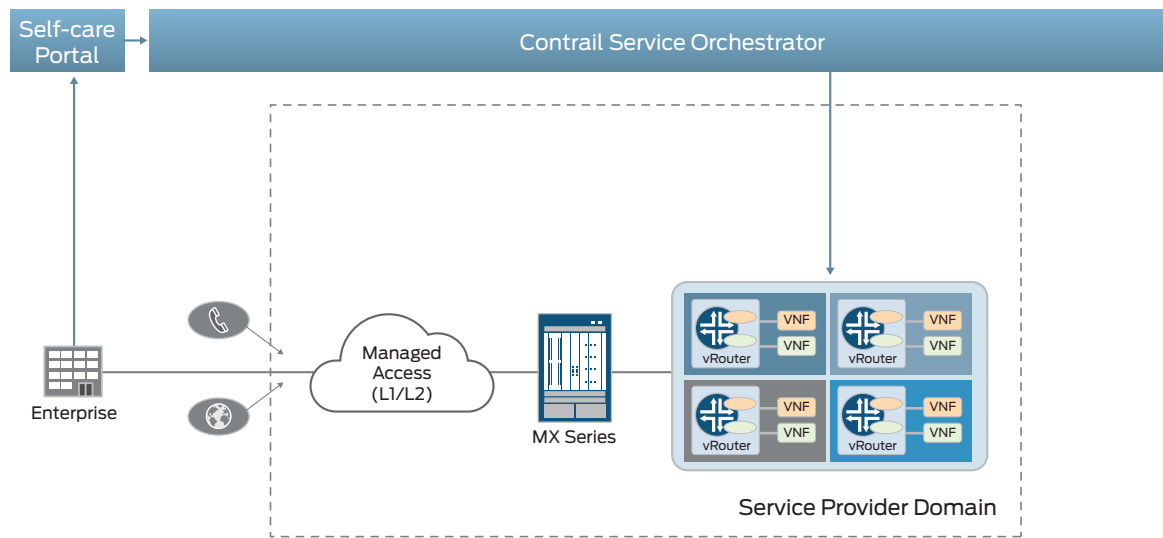 Self-care
Portal
Contrail Service Orchestrator
Enterprise
Managed
Access
(L1/L2)
MX Series
vRouter
VNF
VNF
vRouter
VNF
VNF
vRouter
VNF
VNF
vRouter
VNF
VNF
Service Provider Domain